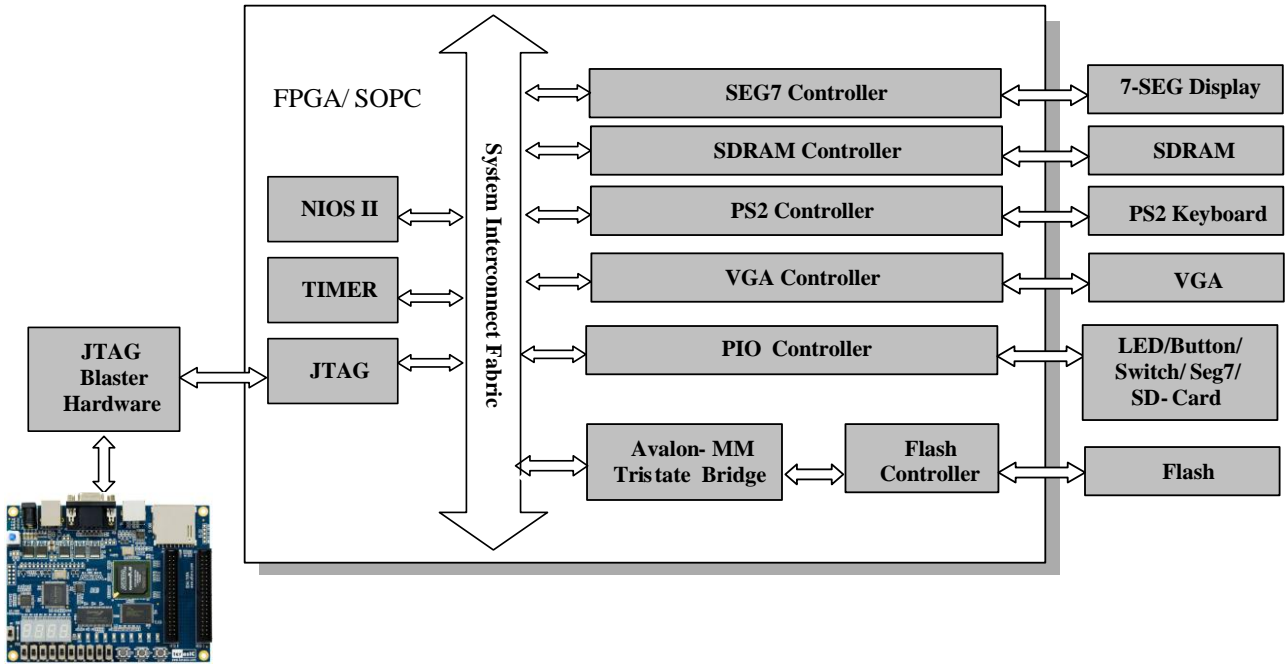 FPGA/ SOPC
System Interconnect Fabric
NIOS II
TIMER
JTAG
JTAG
Blaster
Hardware
SEG7 Controller
7-SEG Display
SDRAM Controller
SDRAM
PS2 Controller
PS2 Keyboard
VGA Controller
VGA
PIO Controller
LED/Button/
Switch/ Seg7/
SD- Card
Avalon- MM
Tristate Bridge
Flash
Controller
Flash